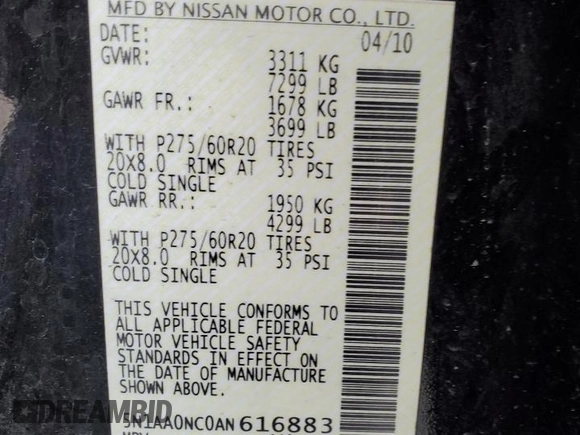 MFD BY NISSAN MOTOR CO., LTD.
DATE: 04/10
GVWR: 3311 KG
7299 LB
GAWR FR.: 1678 KG
3699 LB
WITH P275/60R20 TIRES
20X8.0 RIMS AT 35 PSI
COLD SINGLE
GAWR RR.: 1950 KG
4299 LB
WITH P275/60R20 TIRES
20X8.0 RIMS AT 35 PSI
COLD SINGLE
THIS VEHICLE CONFORMS TO
ALL APPLICABLE FEDERAL
MOTOR VEHICLE SAFETY
STANDARDS IN EFFECT ON
THE DATE OF MANUFACTURE
SHOWN ABOVE.
5N1AA0NC0AN616883
DREAMBID